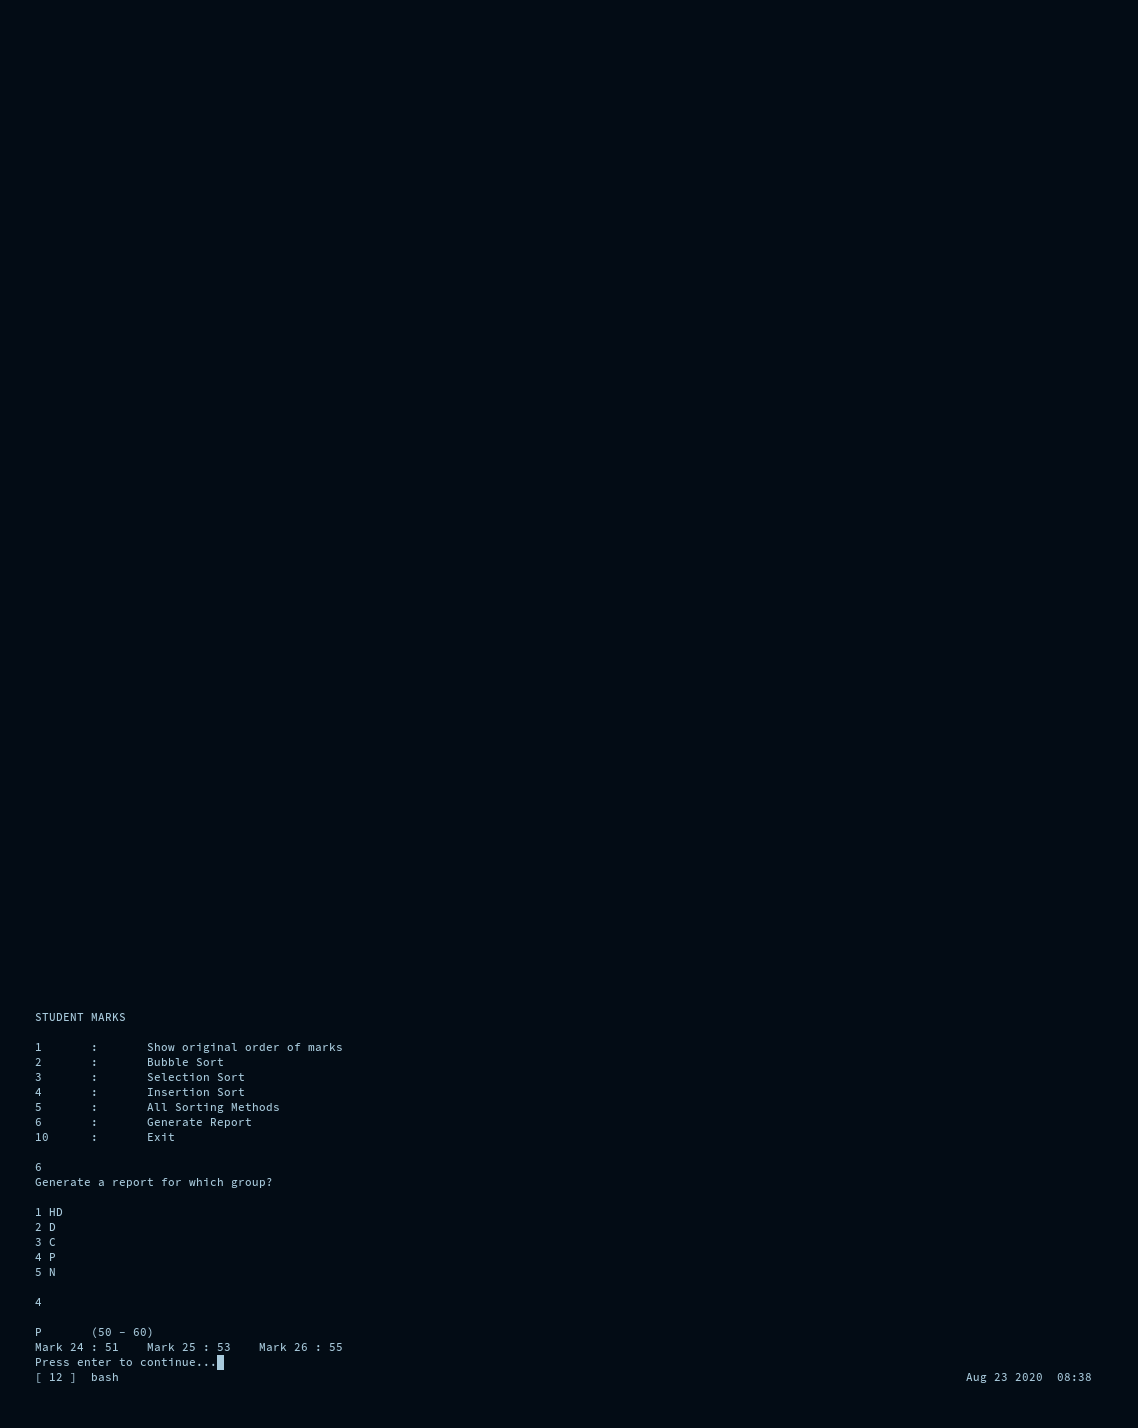 STUDENT MARKS
1 : Show original order of marks
2 : Bubble Sort
3 : Selection Sort
4 : Insertion Sort
5 : All Sorting Methods
6 : Generate Report
10 : Exit
6
Generate a report for which group?
1 HD
2 D
3 C
4 P
5 N
4
P (50 – 60)
Mark 24 : 51 Mark 25 : 53 Mark 26 : 55
Press enter to continue...
[ 12 ] bash Aug 23 2020 08:38